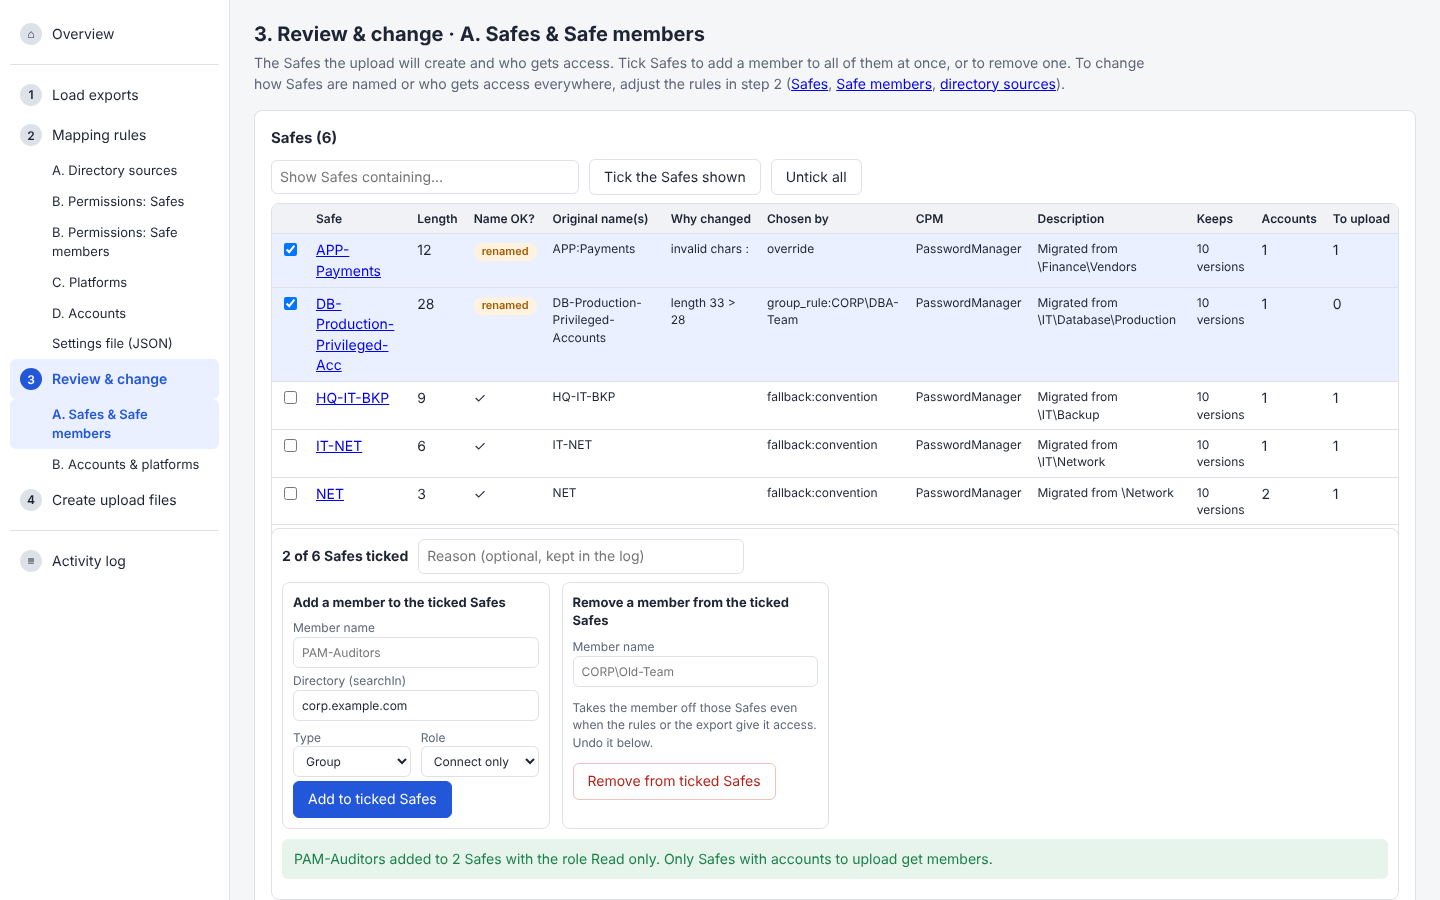 Overview
1 Load exports
2 Mapping rules
A. Directory sources
B. Permissions: Safes
B. Permissions: Safe
members
C. Platforms
D. Accounts
Settings file (JSON)
3 Review & change
A. Safes & Safe
members
B. Accounts & platforms
4 Create upload files
Activity log
3. Review & change · A. Safes & Safe members
The Safes the upload will create and who gets access. Tick Safes to add a member to all of them at once, or to remove one. To change
how Safes are named or who gets access everywhere, adjust the rules in step 2 (Safes, Safe members, directory sources).
Safes (6)
Show Safes containing... Tick the Safes shown Untick all
Safe Length Name OK? Original name(s) Why changed Chosen by CPM Description Keeps Accounts To upload
APP- 12 renamed APP:Payments invalid chars : override PasswordManager Migrated from 10 1 1
Payments \Finance\Vendors versions
DB- 28 renamed DB-Production- length 33 > group_rule:CORP\DBA- PasswordManager Migrated from 10 1 0
Production- Privileged- 28 Team \IT\Database\Production versions
Privileged- Accounts
Acc
HQ-IT-BKP 9 ✓ HQ-IT-BKP fallback:convention PasswordManager Migrated from 10 1 1
\IT\Backup versions
IT-NET 6 ✓ IT-NET fallback:convention PasswordManager Migrated from 10 1 1
\IT\Network versions
NET 3 ✓ NET fallback:convention PasswordManager Migrated from \Network 10 2 1
versions
2 of 6 Safes ticked Reason (optional, kept in the log)
Add a member to the ticked Safes
Member name
PAM-Auditors
Directory (searchIn)
corp.example.com
Type Role
Group Connect only
Add to ticked Safes
Remove a member from the ticked
Safes
Member name
CORP\Old-Team
Takes the member off those Safes even
when the rules or the export give it access.
Undo it below.
Remove from ticked Safes
PAM-Auditors added to 2 Safes with the role Read only. Only Safes with accounts to upload get members.